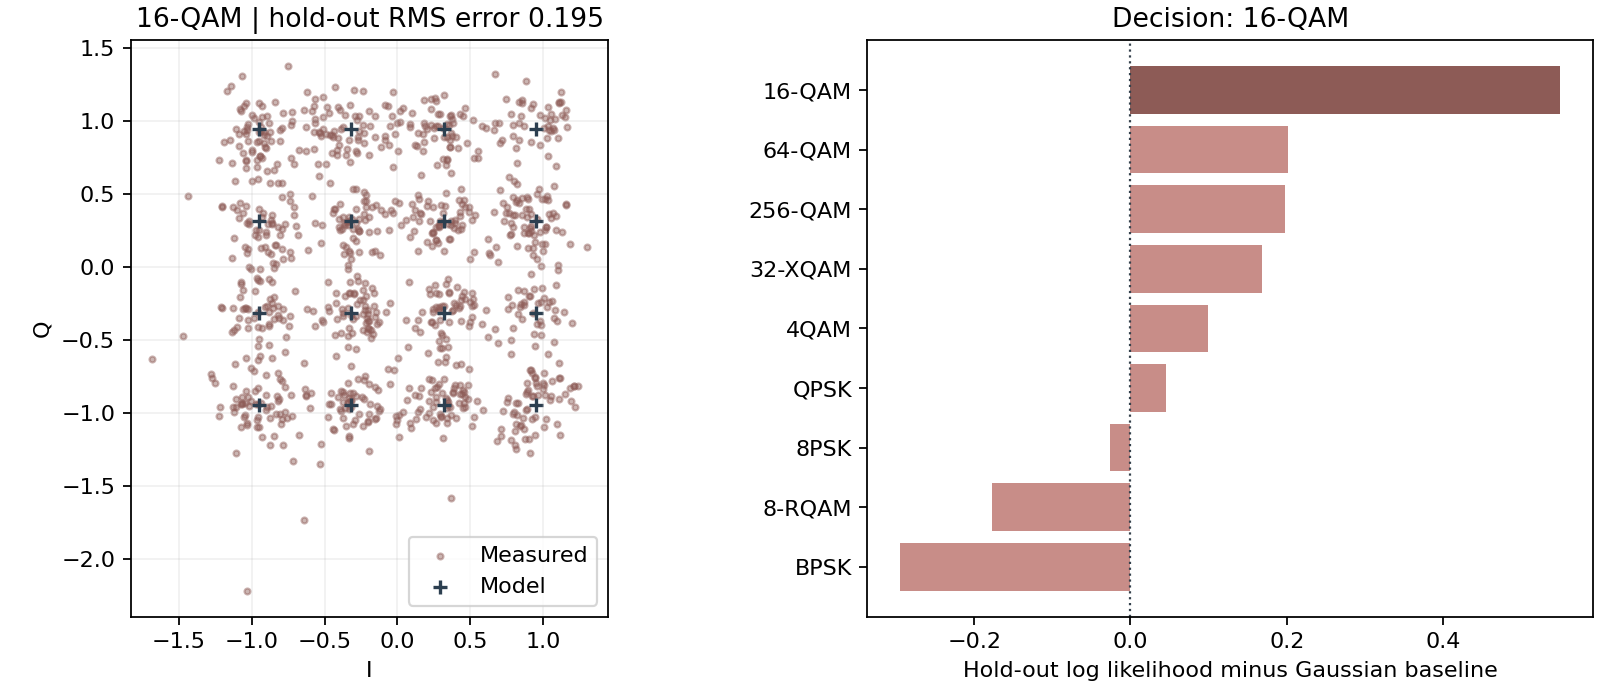 16-QAM | hold-out RMS error 0.195
1.5
1.0
0.5
0.0
−0.5
−1.0
−1.5
−2.0
Q
−1.5
−1.0
−0.5
0.0
0.5
1.0
I
Measured
Model
Decision: 16-QAM
16-QAM
64-QAM
256-QAM
32-XQAM
4QAM
QPSK
8PSK
8-RQAM
BPSK
−0.2
0.0
0.2
0.4
Hold-out log likelihood minus Gaussian baseline